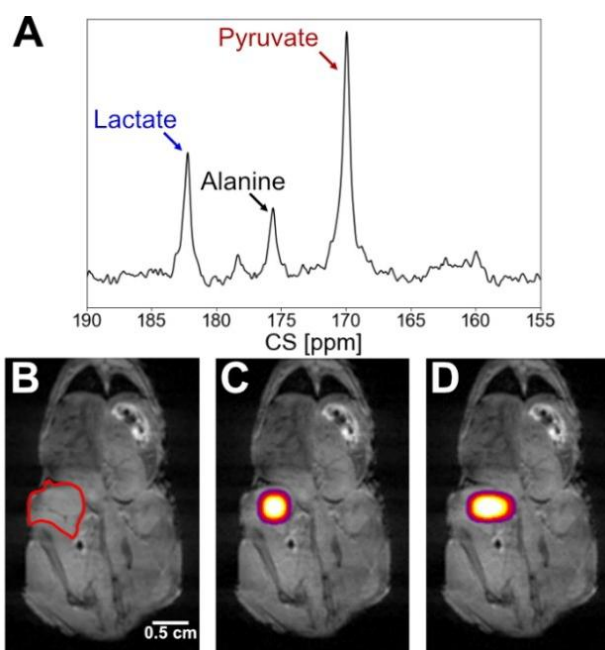 A
Pyruvate
Lactate
Alanine
190 185 180 175 170 165 160 155
CS [ppm]
B C D
0.5 cm